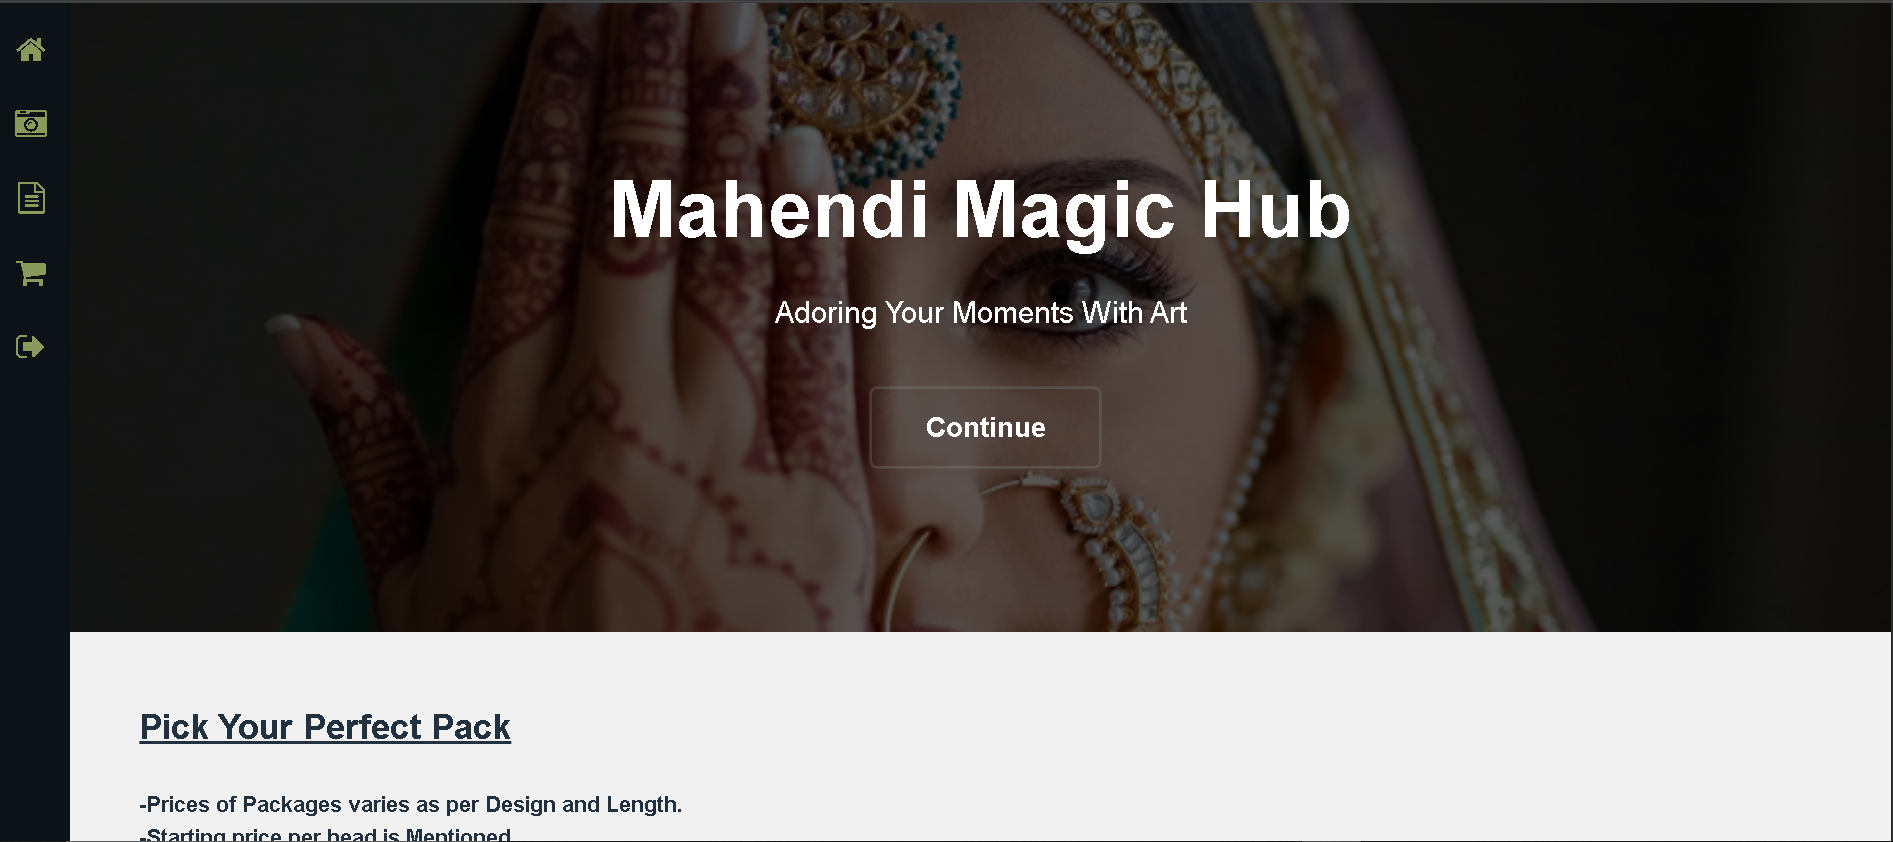 Mahendi Magic Hub
Adoring Your Moments With Art
Continue
Pick Your Perfect Pack
-Prices of Packages varies as per Design and Length.
-Starting price per head is Mentioned